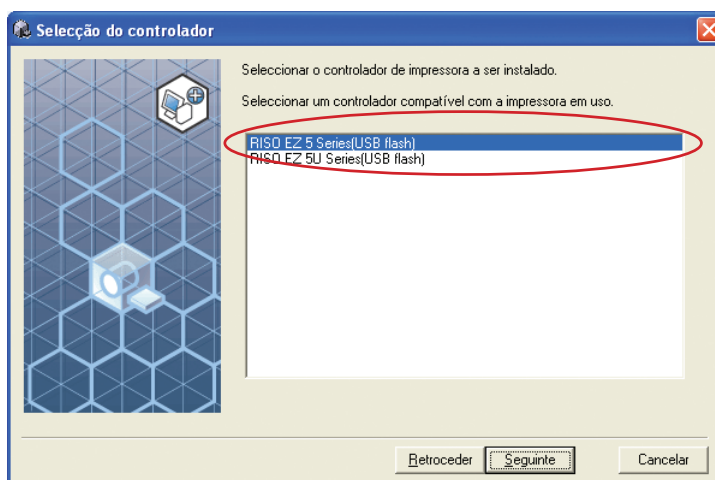 Selecção do controlador
Seleccionar o controlador de impressora a ser instalado.
Seleccionar um controlador compatível com a impressora em uso.
RISO EZ 5 Series(USB flash)
RISO EZ 5U Series(USB flash)
Retroceder
Seguinte
Cancelar